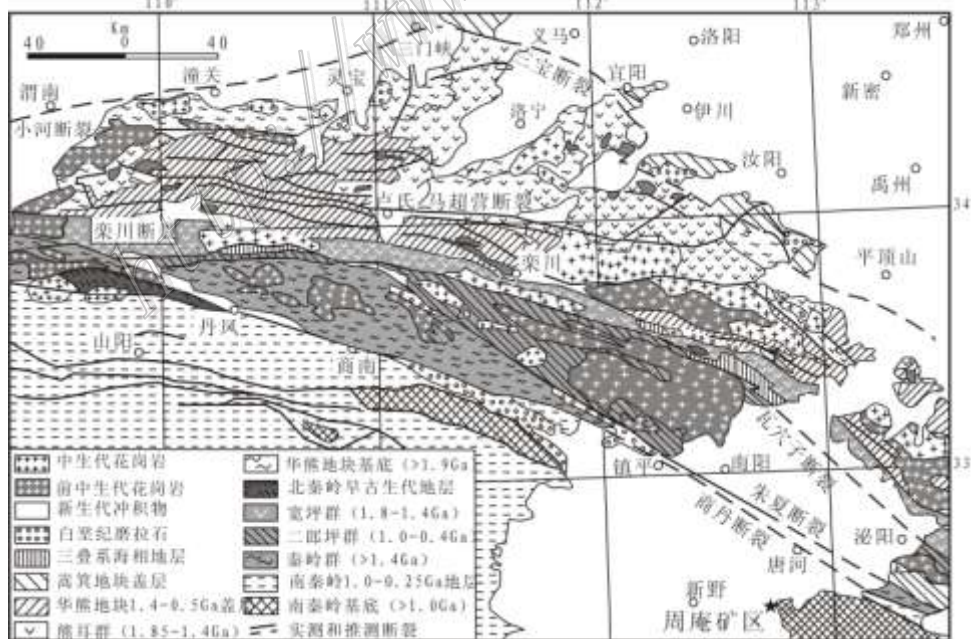 110°
111°
112°
113°
Km
40 0 40
三门峡
义马
洛阳
郑州
潼关
灵宝
三宝断裂
宜阳
新密
渭南
小河断裂
洛宁
伊川
汝阳
禹州
卢氏
马超营断裂
34
栾川断裂
栾川
平顶山
丹凤
山阳
商南
瓦穴子断裂
镇平
南阳
33
朱夏断裂
商丹断裂
泌阳
唐河
新野
周庵矿区
中生代花岗岩
华熊地块基底 (>1.9Ga
前中生代花岗岩
北秦岭早古生代地层
新生代冲积物
宽坪群 (1.8-1.4Ga)
白垩纪磨拉石
二郎坪群 (1.0-0.4Ga
三叠系海相地层
秦岭群 (>1.4Ga)
嵩箕地块盖层
南秦岭1.0-0.25Ga地层
华熊地块1.4-0.5Ga盖层
南秦岭基底 (>1.0Ga)
熊耳群 (1.85-1.4Ga)
实测和推测断裂